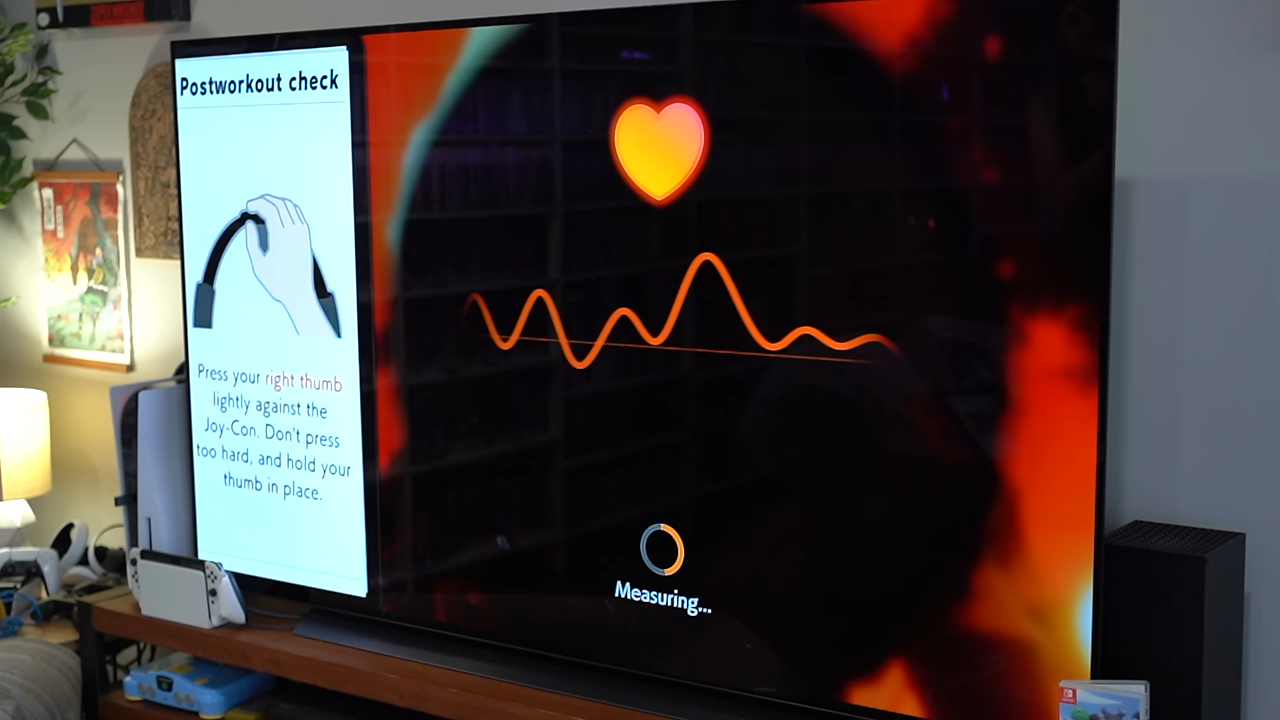 Postworkout check
Press your right thumb
lightly against the
Joy-Con. Don't press
too hard, and hold your
thumb in place.
Measuring...